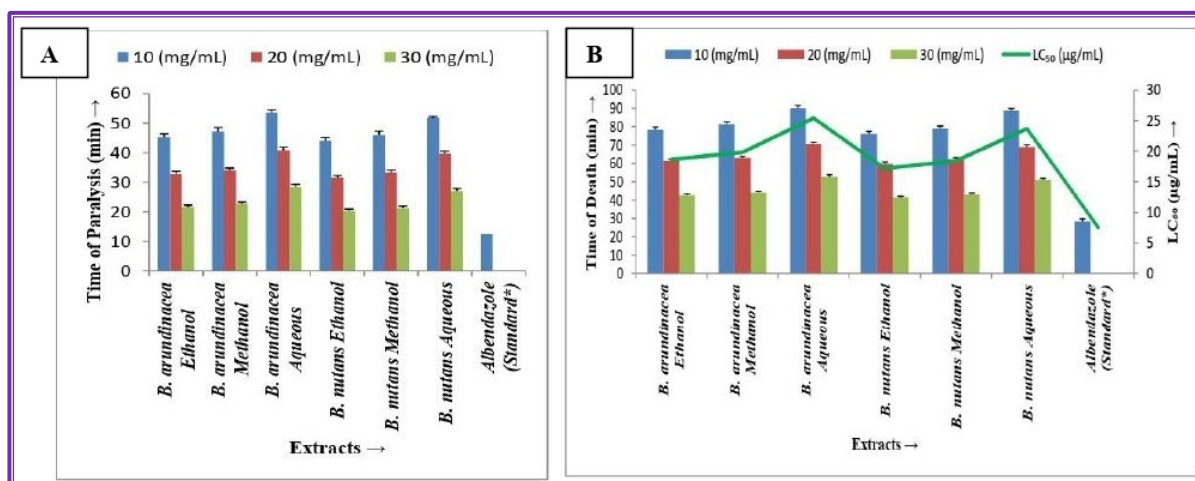 A
10 (mg/mL) 20 (mg/mL) 30 (mg/mL)
Time of Paralysis (min) →
60
50
40
30
20
10
0
B. arundinacea Ethanol
B. arundinacea Methanol
B. arundinacea Aqueous
B. nutans Ethanol
B. nutans Methanol
B. nutans Aqueous
Albendazole (Standard*)
Extracts →
B
10 (mg/mL) 20 (mg/mL) 30 (mg/mL) LC₅₀ (µg/mL)
Time of Death (min) →
100
90
80
70
60
50
40
30
20
10
0
30
25
20
15
10
5
0
LC₅₀ (µg/mL) →
B. arundinacea Ethanol
B. arundinacea Methanol
B. arundinacea Aqueous
B. nutans Ethanol
B. nutans Methanol
B. nutans Aqueous
Albendazole (Standard*)
Extracts →